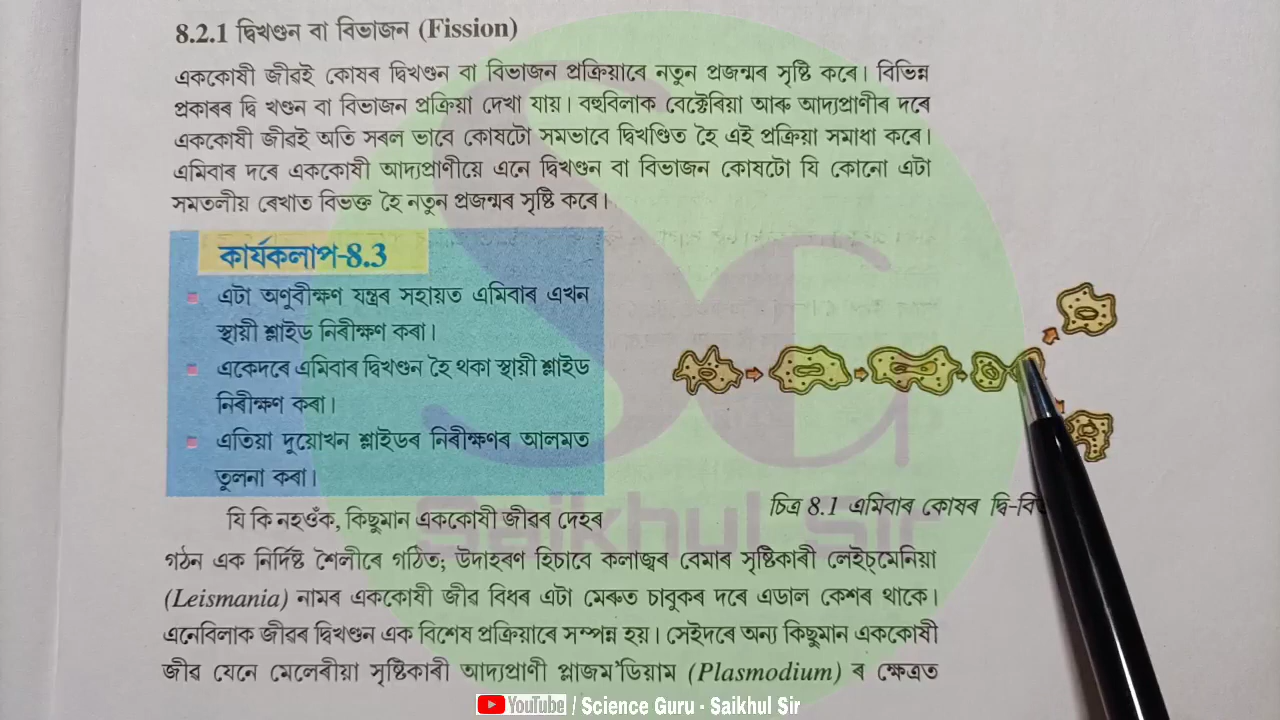 8.2.1 দ্বিখণ্ডন বা বিভাজন (Fission)
এককোষী জীৱই কোষৰ দ্বিখণ্ডন বা বিভাজন প্ৰক্ৰিয়াৰে নতুন প্ৰজন্মৰ সৃষ্টি কৰে। বিভিন্ন
প্ৰকাৰৰ দ্বি খণ্ডন বা বিভাজন প্ৰক্ৰিয়া দেখা যায়। বহুবিলাক বেক্টেৰিয়া আৰু আদ্যপ্ৰাণীৰ দৰে
এককোষী জীৱই অতি সৰল ভাবে কোষটো সমভাবে দ্বিখণ্ডিত হৈ এই প্ৰক্ৰিয়া সমাধা কৰে।
এমিবাৰ দৰে এককোষী আদ্যপ্ৰাণীয়ে এনে দ্বিখণ্ডন বা বিভাজন কোষটো যি কোনো এটা
সমতলীয় ৰেখাত বিভক্ত হৈ নতুন প্ৰজন্মৰ সৃষ্টি কৰে।
কাৰ্যকলাপ-8.3
এটা অণুবীক্ষণ যন্ত্ৰৰ সহায়ত এমিবাৰ এখন
স্থায়ী শ্লাইড নিৰীক্ষণ কৰা।
একেদৰে এমিবাৰ দ্বিখণ্ডন হৈ থকা স্থায়ী শ্লাইড
নিৰীক্ষণ কৰা।
এতিয়া দুয়োখন শ্লাইডৰ নিৰীক্ষণৰ আলমত
তুলনা কৰা।
চিত্ৰ 8.1 এমিবাৰ কোষৰ দ্বি-বি
যি কি নহওঁক, কিছুমান এককোষী জীৱৰ দেহৰ
গঠন এক নিৰ্দিষ্ট শৈলীৰে গঠিত; উদাহৰণ হিচাবে কলাজ্বৰ বেমাৰ সৃষ্টিকাৰী লেইচ্‌মেনিয়া
(Leismania) নামৰ এককোষী জীৱ বিধৰ এটা মেৰুত চাবুকৰ দৰে এডাল কেশৰ থাকে।
এনেবিলাক জীৱৰ দ্বিখণ্ডন এক বিশেষ প্ৰক্ৰিয়াৰে সম্পন্ন হয়। সেইদৰে অন্য কিছুমান এককোষী
জীৱ যেনে মেলেৰীয়া সৃষ্টিকাৰী আদ্যপ্ৰাণী প্লাজম'ডিয়াম (Plasmodium) ৰ ক্ষেত্ৰত
SG
Saikhul Sir
YouTube / Science Guru - Saikhul Sir